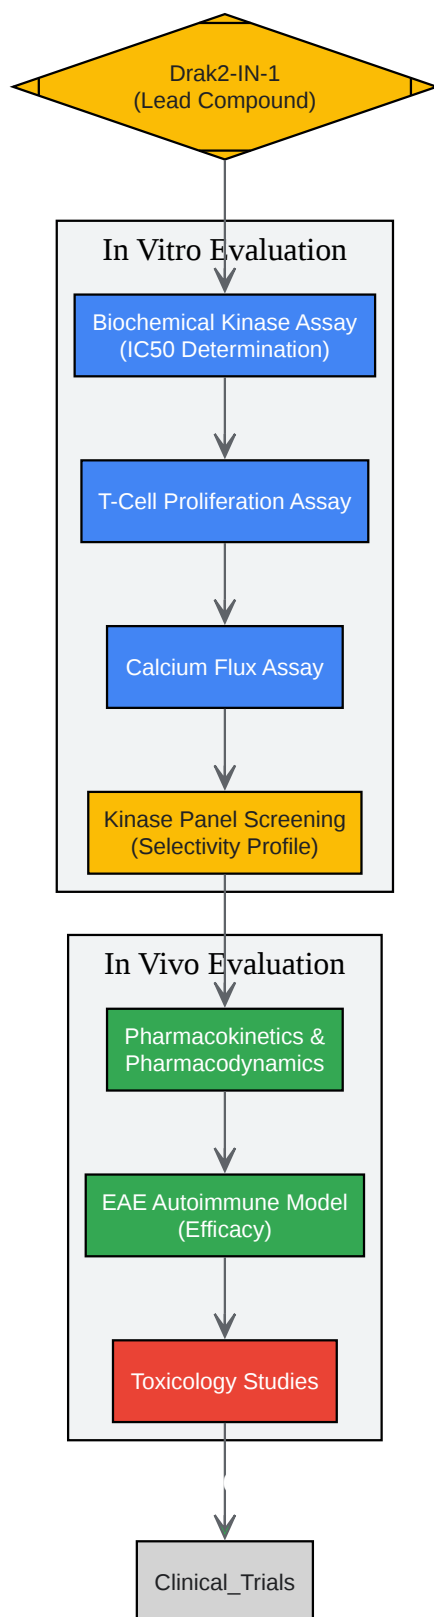 Drak2-IN-1
(Lead Compound)
In Vitro Evaluation
Biochemical Kinase Assay
(IC50 Determination)
T-Cell Proliferation Assay
Calcium Flux Assay
Kinase Panel Screening
(Selectivity Profile)
In Vivo Evaluation
Pharmacokinetics &
Pharmacodynamics
EAE Autoimmune Model
(Efficacy)
Toxicology Studies
Clinical_Trials